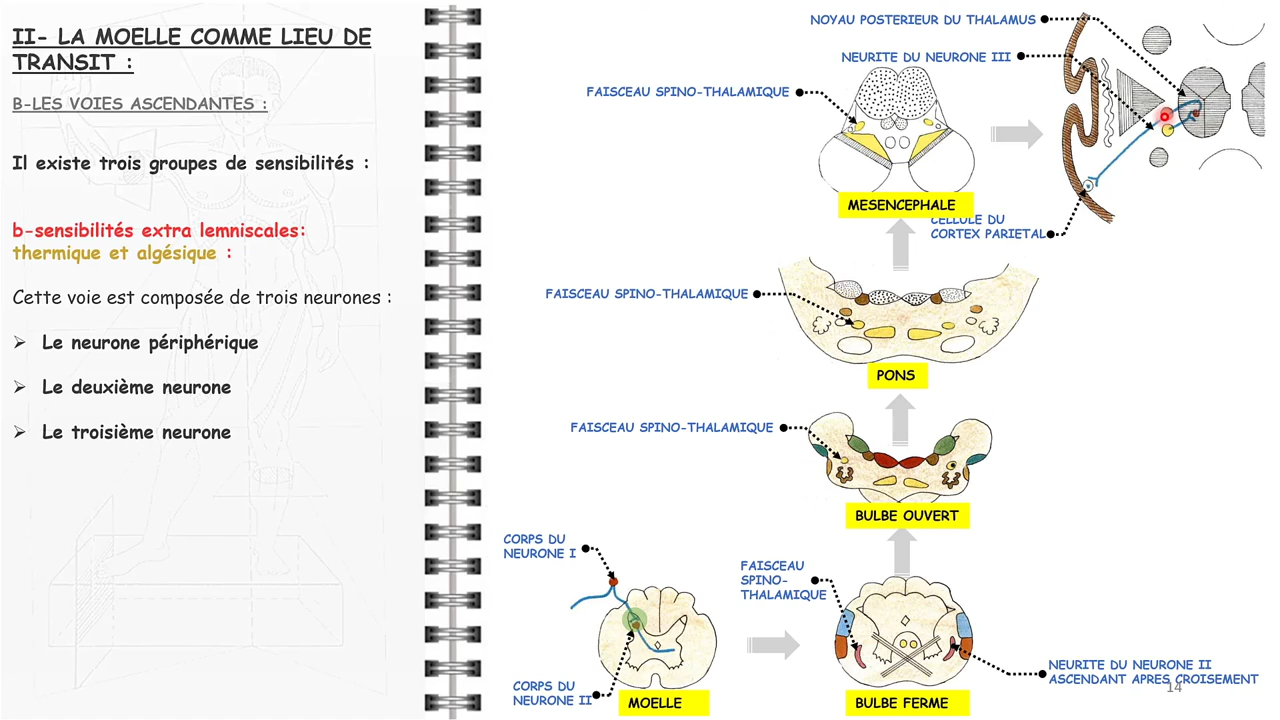 II- LA MOELLE COMME LIEU DE
TRANSIT :
B-LES VOIES ASCENDANTES :
Il existe trois groupes de sensibilités :
b-sensibilités extra lemniscales:
thermique et algésique :
Cette voie est composée de trois neurones :
Le neurone périphérique
Le deuxième neurone
Le troisième neurone
NOYAU POSTERIEUR DU THALAMUS
NEURITE DU NEURONE III
FAISCEAU SPINO-THALAMIQUE
MESENCEPHALE
CELLULE DU
CORTEX PARIETAL
FAISCEAU SPINO-THALAMIQUE
PONS
FAISCEAU SPINO-THALAMIQUE
BULBE OUVERT
CORPS DU
NEURONE I
FAISCEAU
SPINO-
THALAMIQUE
NEURITE DU NEURONE II
ASCENDANT APRES CROISEMENT
14
CORPS DU
NEURONE II
MOELLE
BULBE FERME